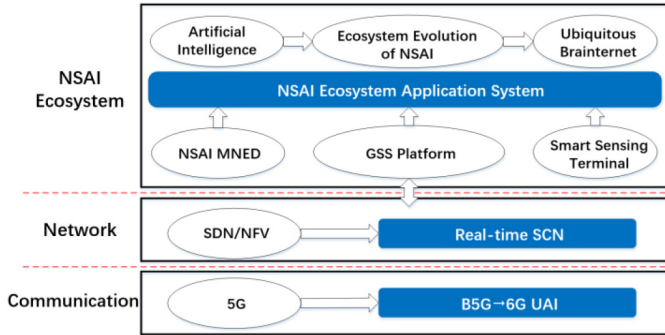 NSAI
Ecosystem
Artificial
Intelligence
Ecosystem Evolution
of NSAI
Ubiquitous
Brainternet
NSAI Ecosystem Application System
NSAI MNED
GSS Platform
Smart Sensing
Terminal
Network
SDN/NFV
Real-time SCN
Communication
5G
B5G→6G UAI